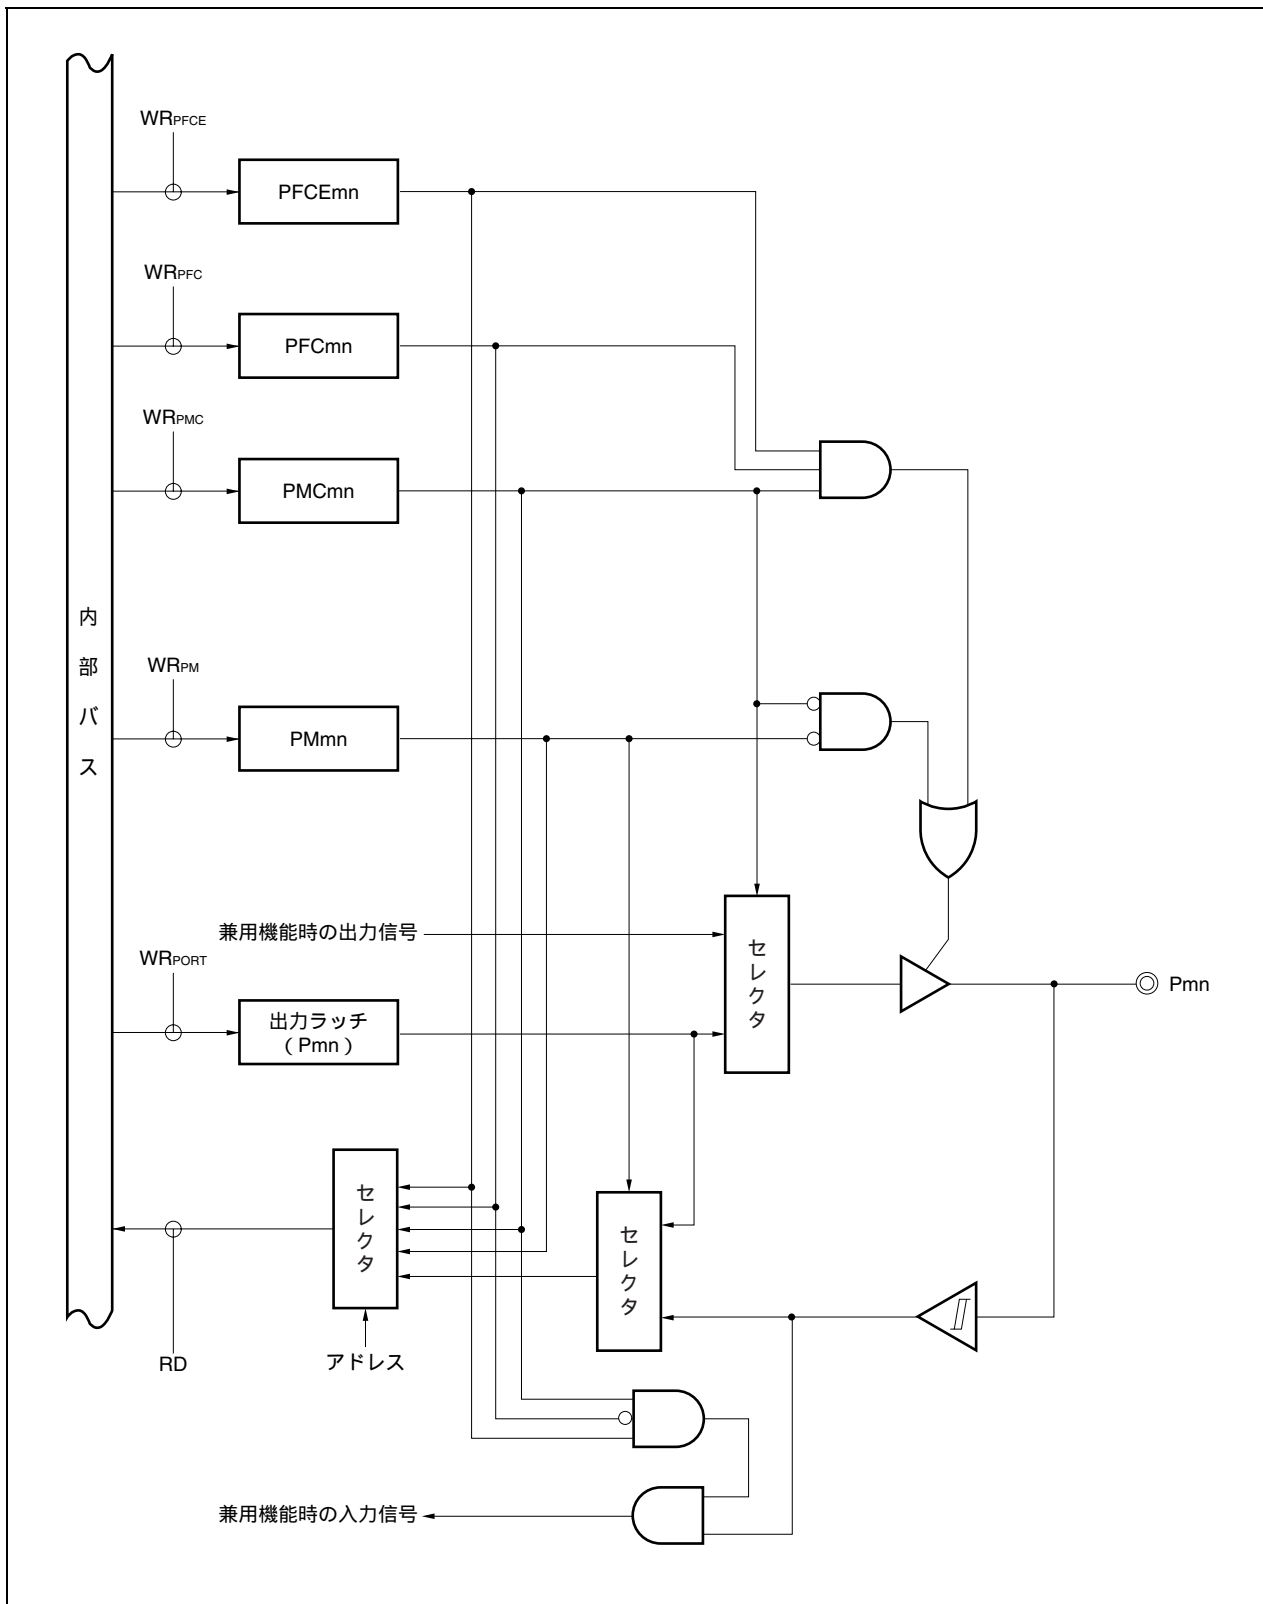 WRPFCE
PFCEmn
WRPFC
PFCmn
WRPMC
PMCmn
内部バス
WRPM
PMmn
兼用機能時の出力信号
セレクタ
WRPORT
出力ラッチ
（Pmn）
Pmn
セレクタ
セレクタ
RD
アドレス
兼用機能時の入力信号